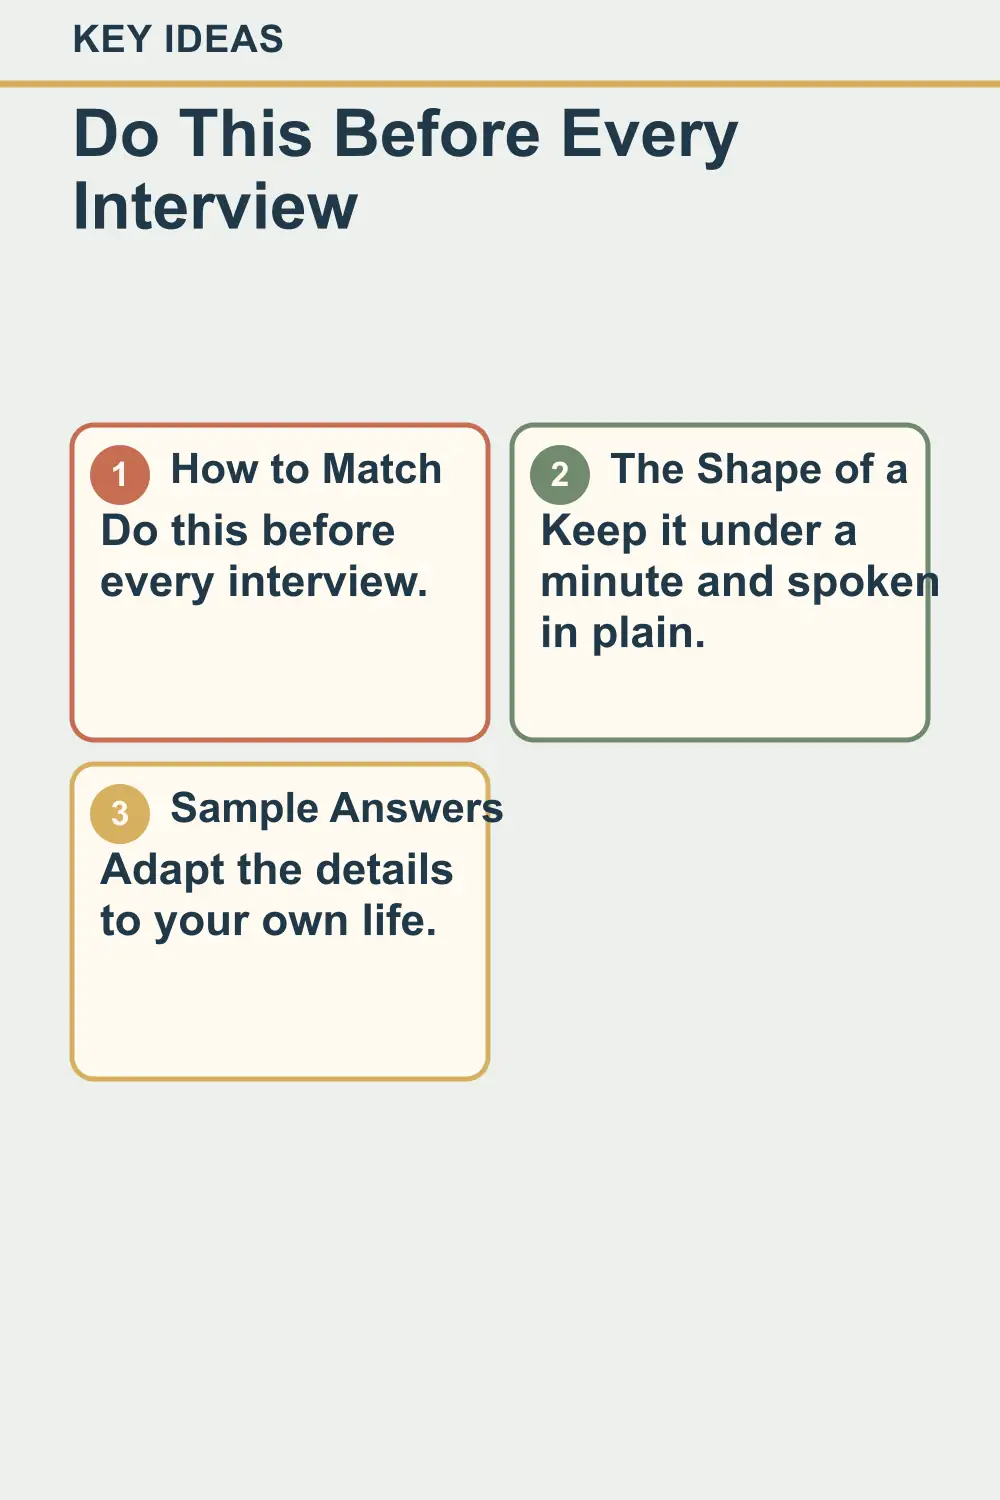 KEY IDEAS
Do This Before Every
Interview
1 How to Match
Do this before
every interview.
2 The Shape of a
Keep it under a
minute and spoken
in plain.
3 Sample Answers
Adapt the details
to your own life.